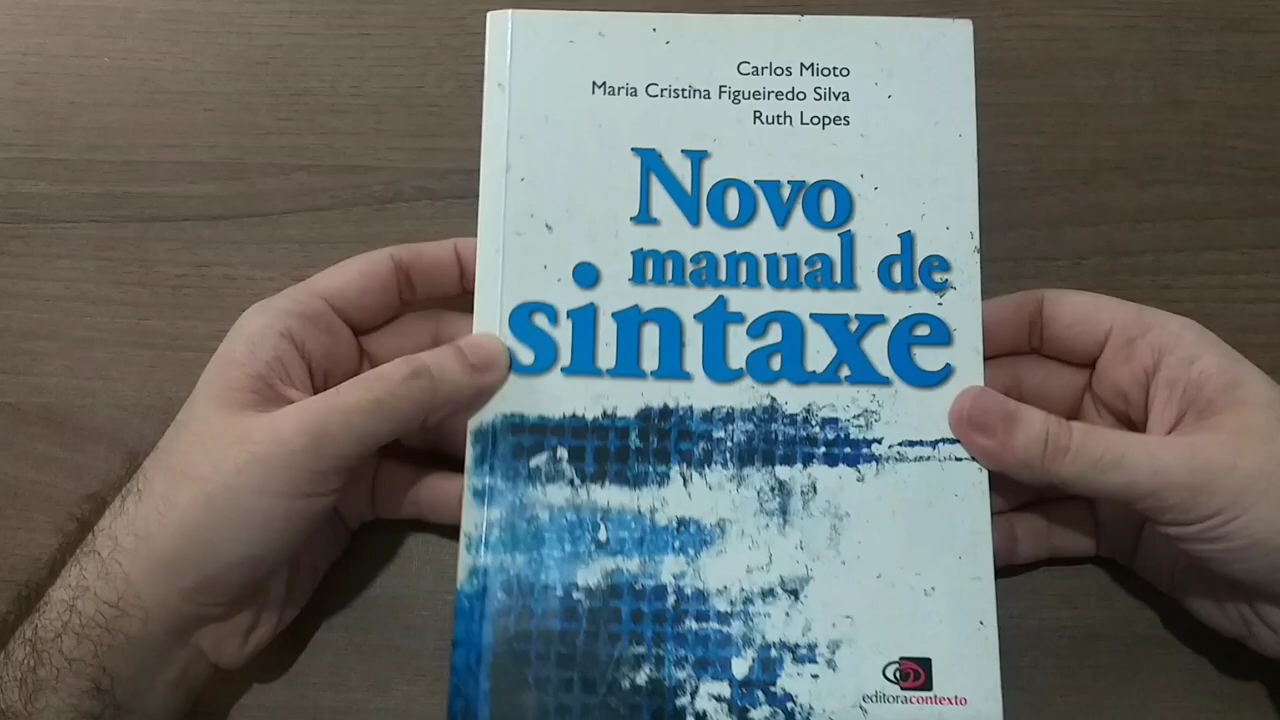 Carlos Mioto
Maria Cristina Figueiredo Silva
Ruth Lopes
Novo
manual de
sintaxe
editoracontexto